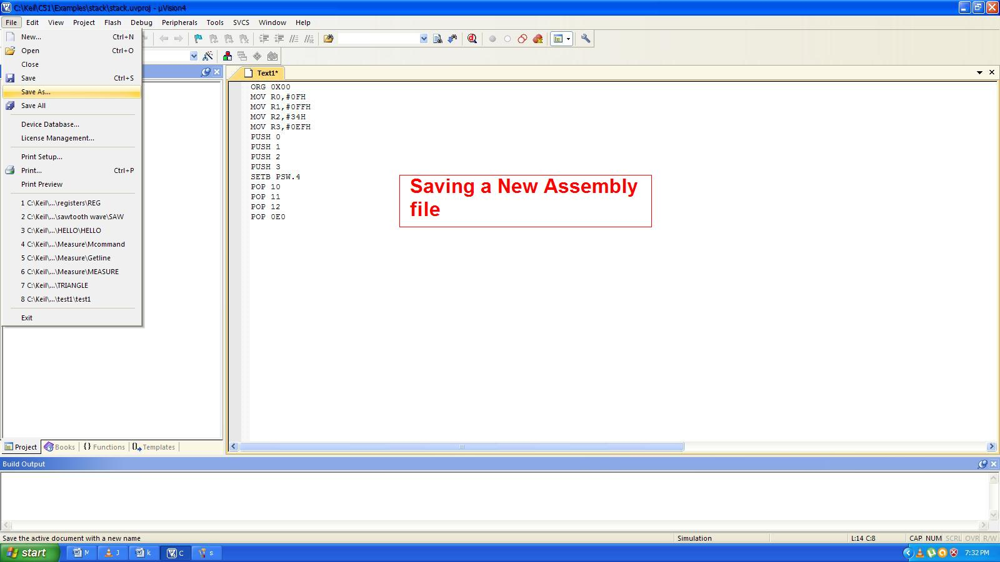 C:\Keil\C51\Examples\stack\stack.uvproj - µVision4
File Edit View Project Flash Debug Peripherals Tools SVCS Window Help
New... Ctrl+N
Open Ctrl+O
Close
Save Ctrl+S
Save As...
Save All
Device Database...
License Management...
Print Setup...
Print... Ctrl+P
Print Preview
1 C:\Keil\...\registers\REG
2 C:\Keil\...\sawtooth wave\SAW
3 C:\Keil\...\HELLO\HELLO
4 C:\Keil\...\Measure\Mcommand
5 C:\Keil\...\Measure\Getline
6 C:\Keil\...\Measure\MEASURE
7 C:\Keil\...\TRIANGLE
8 C:\Keil\...\test1\test1
Exit
Text1*
ORG 0X00
MOV R0,#0FH
MOV R1,#0FFH
MOV R2,#34H
MOV R3,#0EFH
PUSH 0
PUSH 1
PUSH 2
PUSH 3
SETB PSW.4
POP 10
POP 11
POP 12
POP 0E0
Saving a New Assembly
file
Project Books {} Functions {} Templates
Build Output
Save the active document with a new name Simulation L:14 C:8 CAP NUM SCRL OVR R/W
start M J k C s 7:32 PM